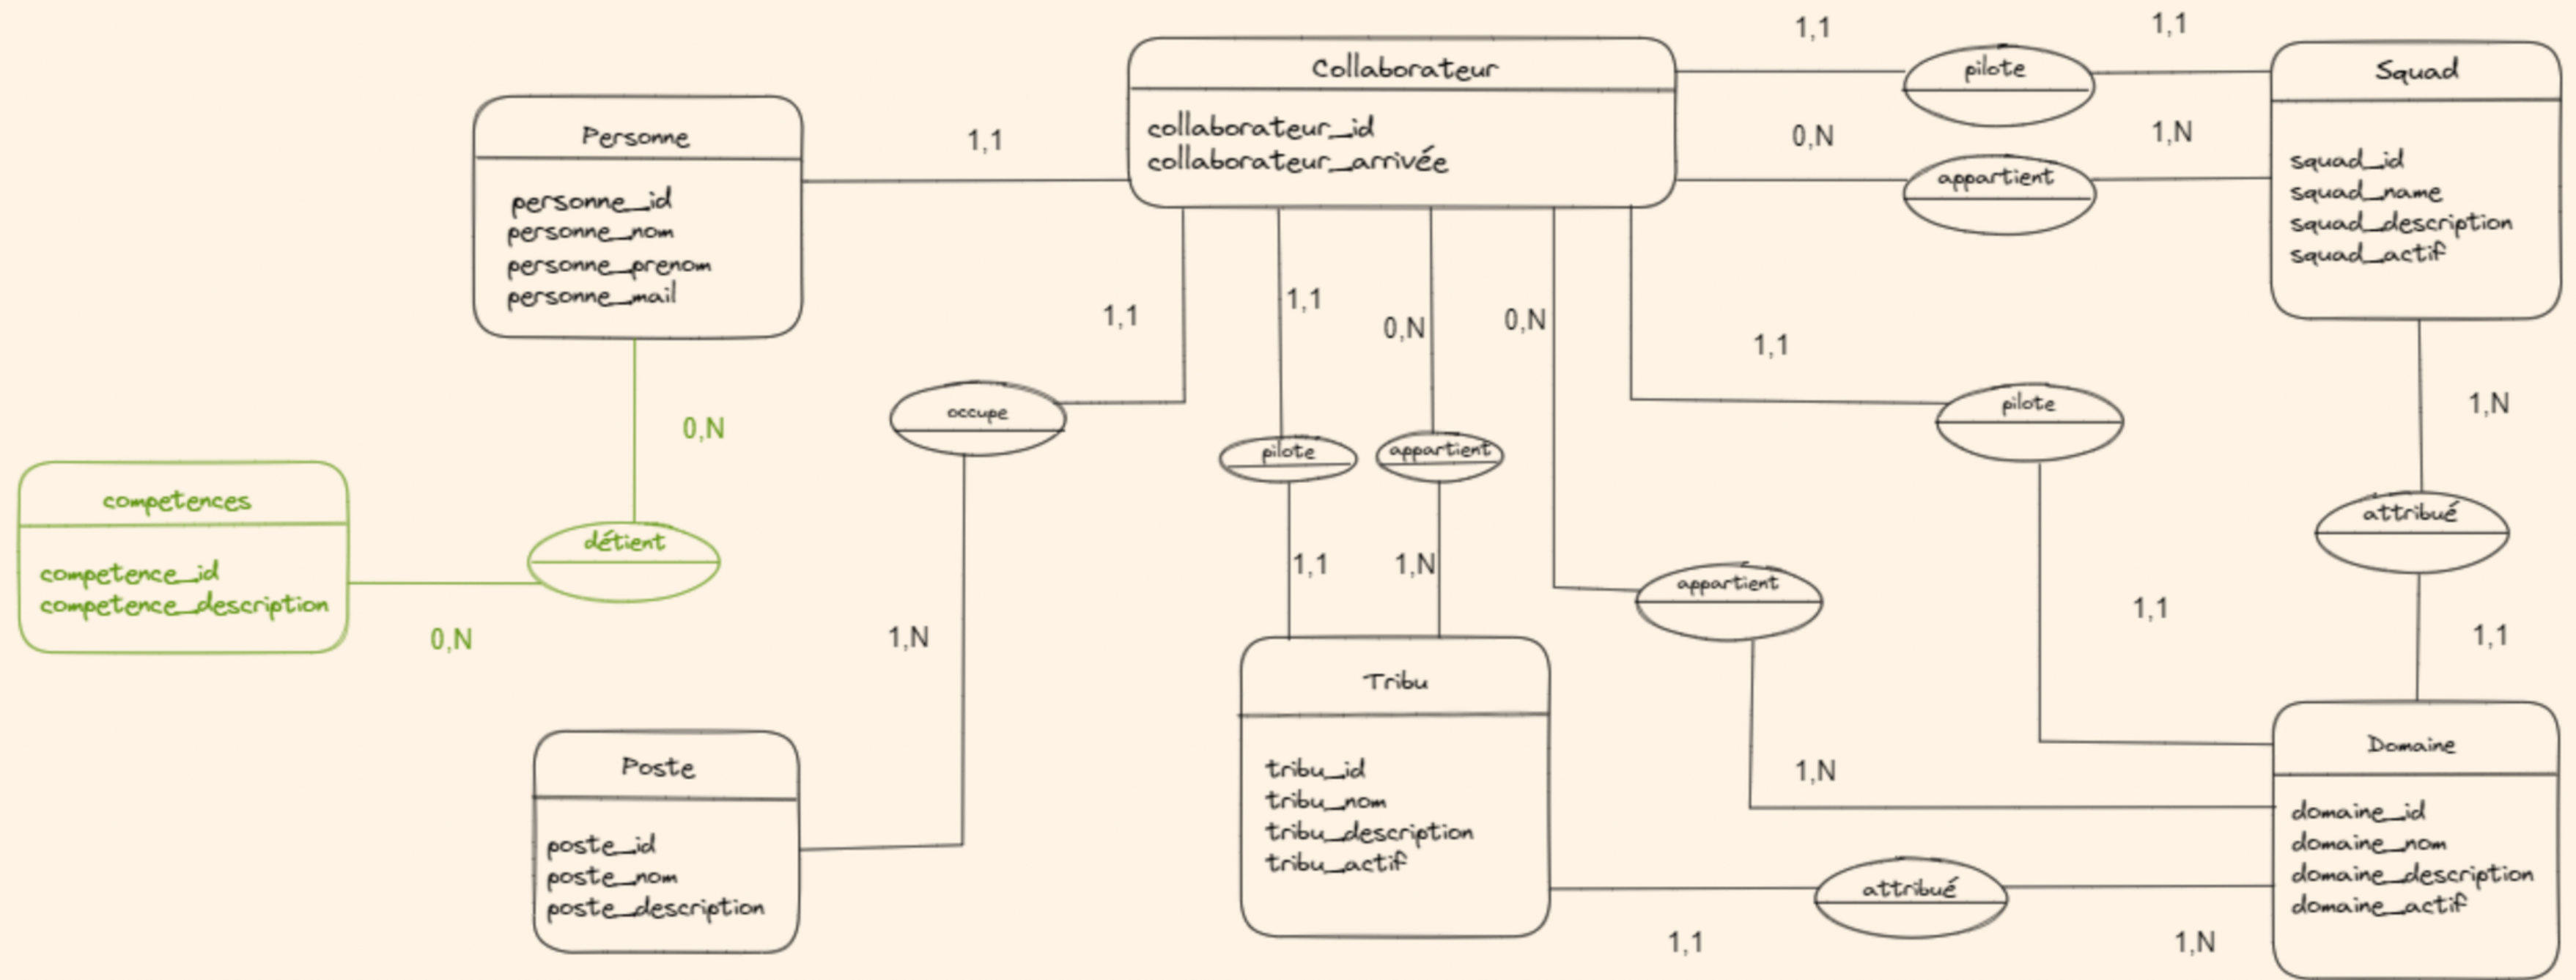 1,1
1,1
Collaborateur
pilote
Squad
collaborateur_id
collaborateur_arrivée
Personne
1,1
0,N
1,N
appartient
squad_id
squad_name
squad_description
squad_actif
personne_id
personne_nom
personne_prenom
personne_mail
1,1
1,1
0,N
0,N
1,1
0,N
occupe
pilote
appartient
pilote
1,N
competences
détient
attribué
competence_id
competence_description
1,1
1,N
appartient
1,1
1,1
0,N
1,N
Tribu
Poste
Domaine
tribu_id
tribu_nom
tribu_description
tribu_actif
1,N
poste_id
poste_nom
poste_description
domaine_id
domaine_nom
domaine_description
domaine_actif
attribué
1,1
1,N